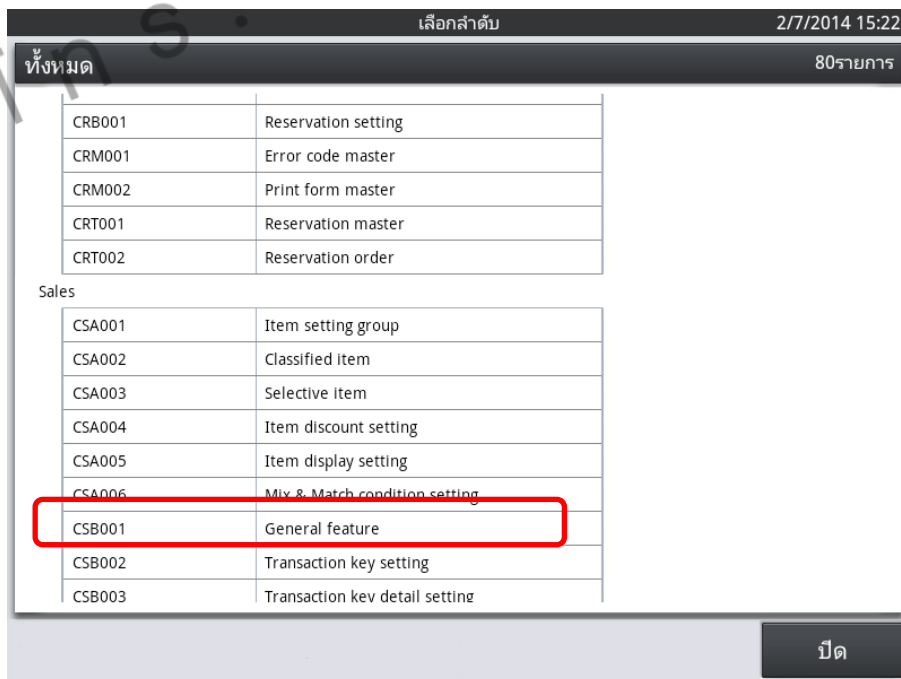 เลือกลำดับ 2/7/2014 15:22
ทั้งหมด 80รายการ
CRB001 Reservation setting
CRM001 Error code master
CRM002 Print form master
CRT001 Reservation master
CRT002 Reservation order
Sales
CSA001 Item setting group
CSA002 Classified item
CSA003 Selective item
CSA004 Item discount setting
CSA005 Item display setting
CSA006 Mix & Match condition setting
CSB001 General feature
CSB002 Transaction key setting
CSB003 Transaction key detail setting
ปิด